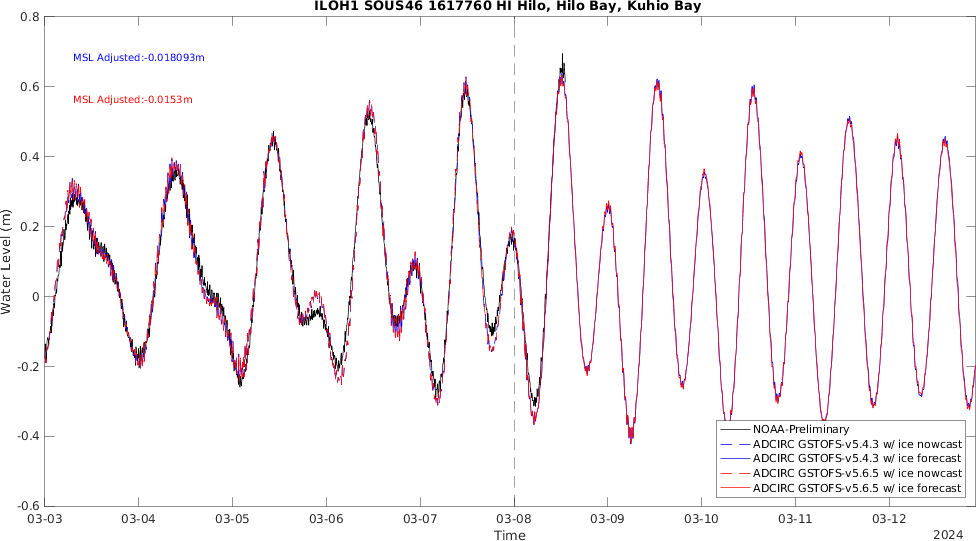 ILOH1 SOUS46 1617760 HI Hilo, Hilo Bay, Kuhio Bay
0.8
MSL Adjusted:-0.018093m
0.6
MSL Adjusted:-0.0153m
0.4
0.2
Water Level (m)
0
-0.2
-0.4
NOAA-Preliminary
ADCIRC GSTOFS-v5.4.3 w/ ice nowcast
ADCIRC GSTOFS-v5.4.3 w/ ice forecast
ADCIRC GSTOFS-v5.6.5 w/ ice nowcast
ADCIRC GSTOFS-v5.6.5 w/ ice forecast
-0.6
03-03 03-04 03-05 03-06 03-07 03-08 03-09 03-10 03-11 03-12
Time
2024